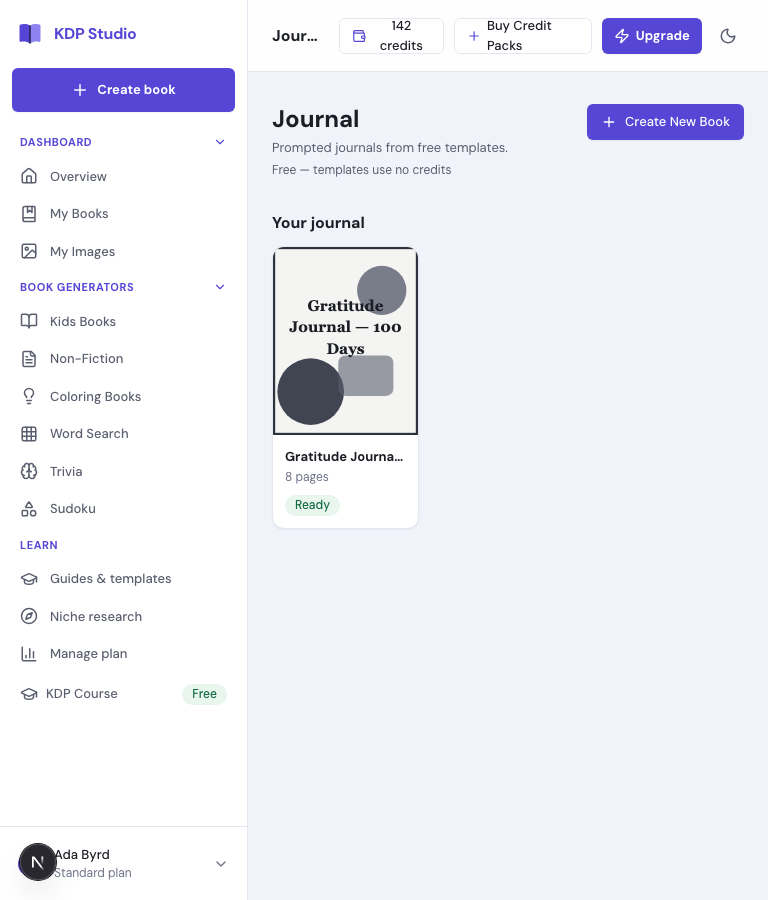 KDP Studio
Create book
DASHBOARD
Overview
My Books
My Images
BOOK GENERATORS
Kids Books
Non-Fiction
Coloring Books
Word Search
Trivia
Sudoku
LEARN
Guides & templates
Niche research
Manage plan
KDP Course
Free
N
Ada Byrd
Standard plan
Jour...
142
credits
Buy Credit
Packs
Upgrade
Journal
Prompted journals from free templates.
Free — templates use no credits
Create New Book
Your journal
Gratitude
Journal — 100
Days
Gratitude Journa...
8 pages
Ready